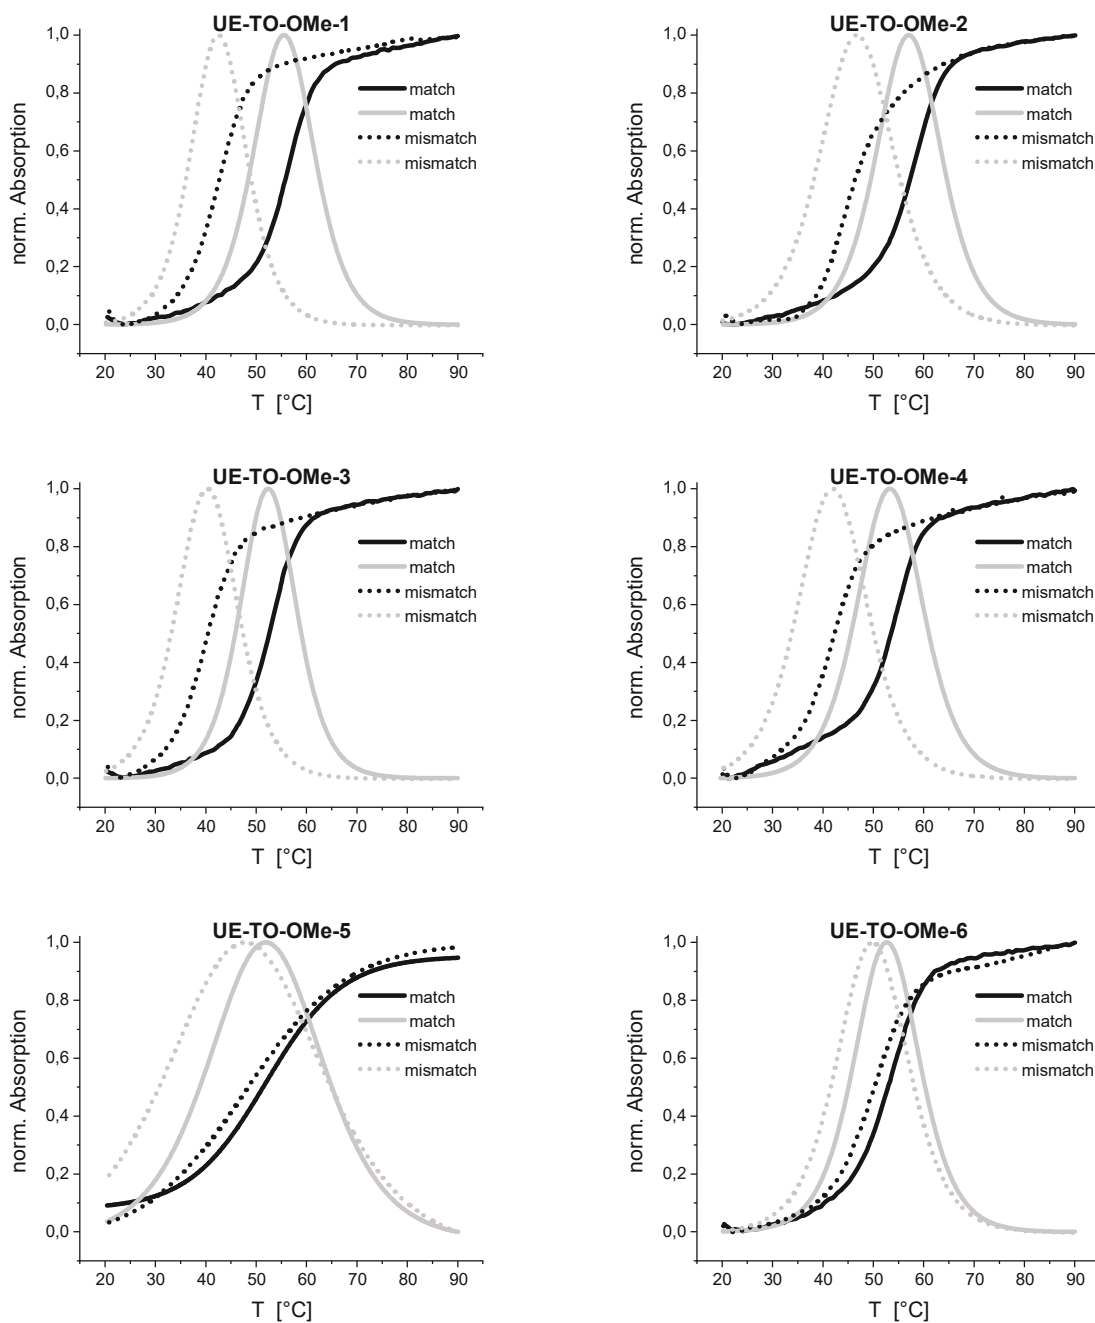 UE-TO-OMe-1
1,0
0,8
0,6
0,4
0,2
0,0
norm. Absorption
match
match
mismatch
mismatch
20 30 40 50 60 70 80 90
T [°C]
UE-TO-OMe-2
1,0
0,8
0,6
0,4
0,2
0,0
norm. Absorption
match
match
mismatch
mismatch
20 30 40 50 60 70 80 90
T [°C]
UE-TO-OMe-3
1,0
0,8
0,6
0,4
0,2
0,0
norm. Absorption
match
match
mismatch
mismatch
20 30 40 50 60 70 80 90
T [°C]
UE-TO-OMe-4
1,0
0,8
0,6
0,4
0,2
0,0
norm. Absorption
match
match
mismatch
mismatch
20 30 40 50 60 70 80 90
T [°C]
UE-TO-OMe-5
1,0
0,8
0,6
0,4
0,2
0,0
norm. Absorption
match
match
mismatch
mismatch
20 30 40 50 60 70 80 90
T [°C]
UE-TO-OMe-6
1,0
0,8
0,6
0,4
0,2
0,0
norm. Absorption
match
match
mismatch
mismatch
20 30 40 50 60 70 80 90
T [°C]